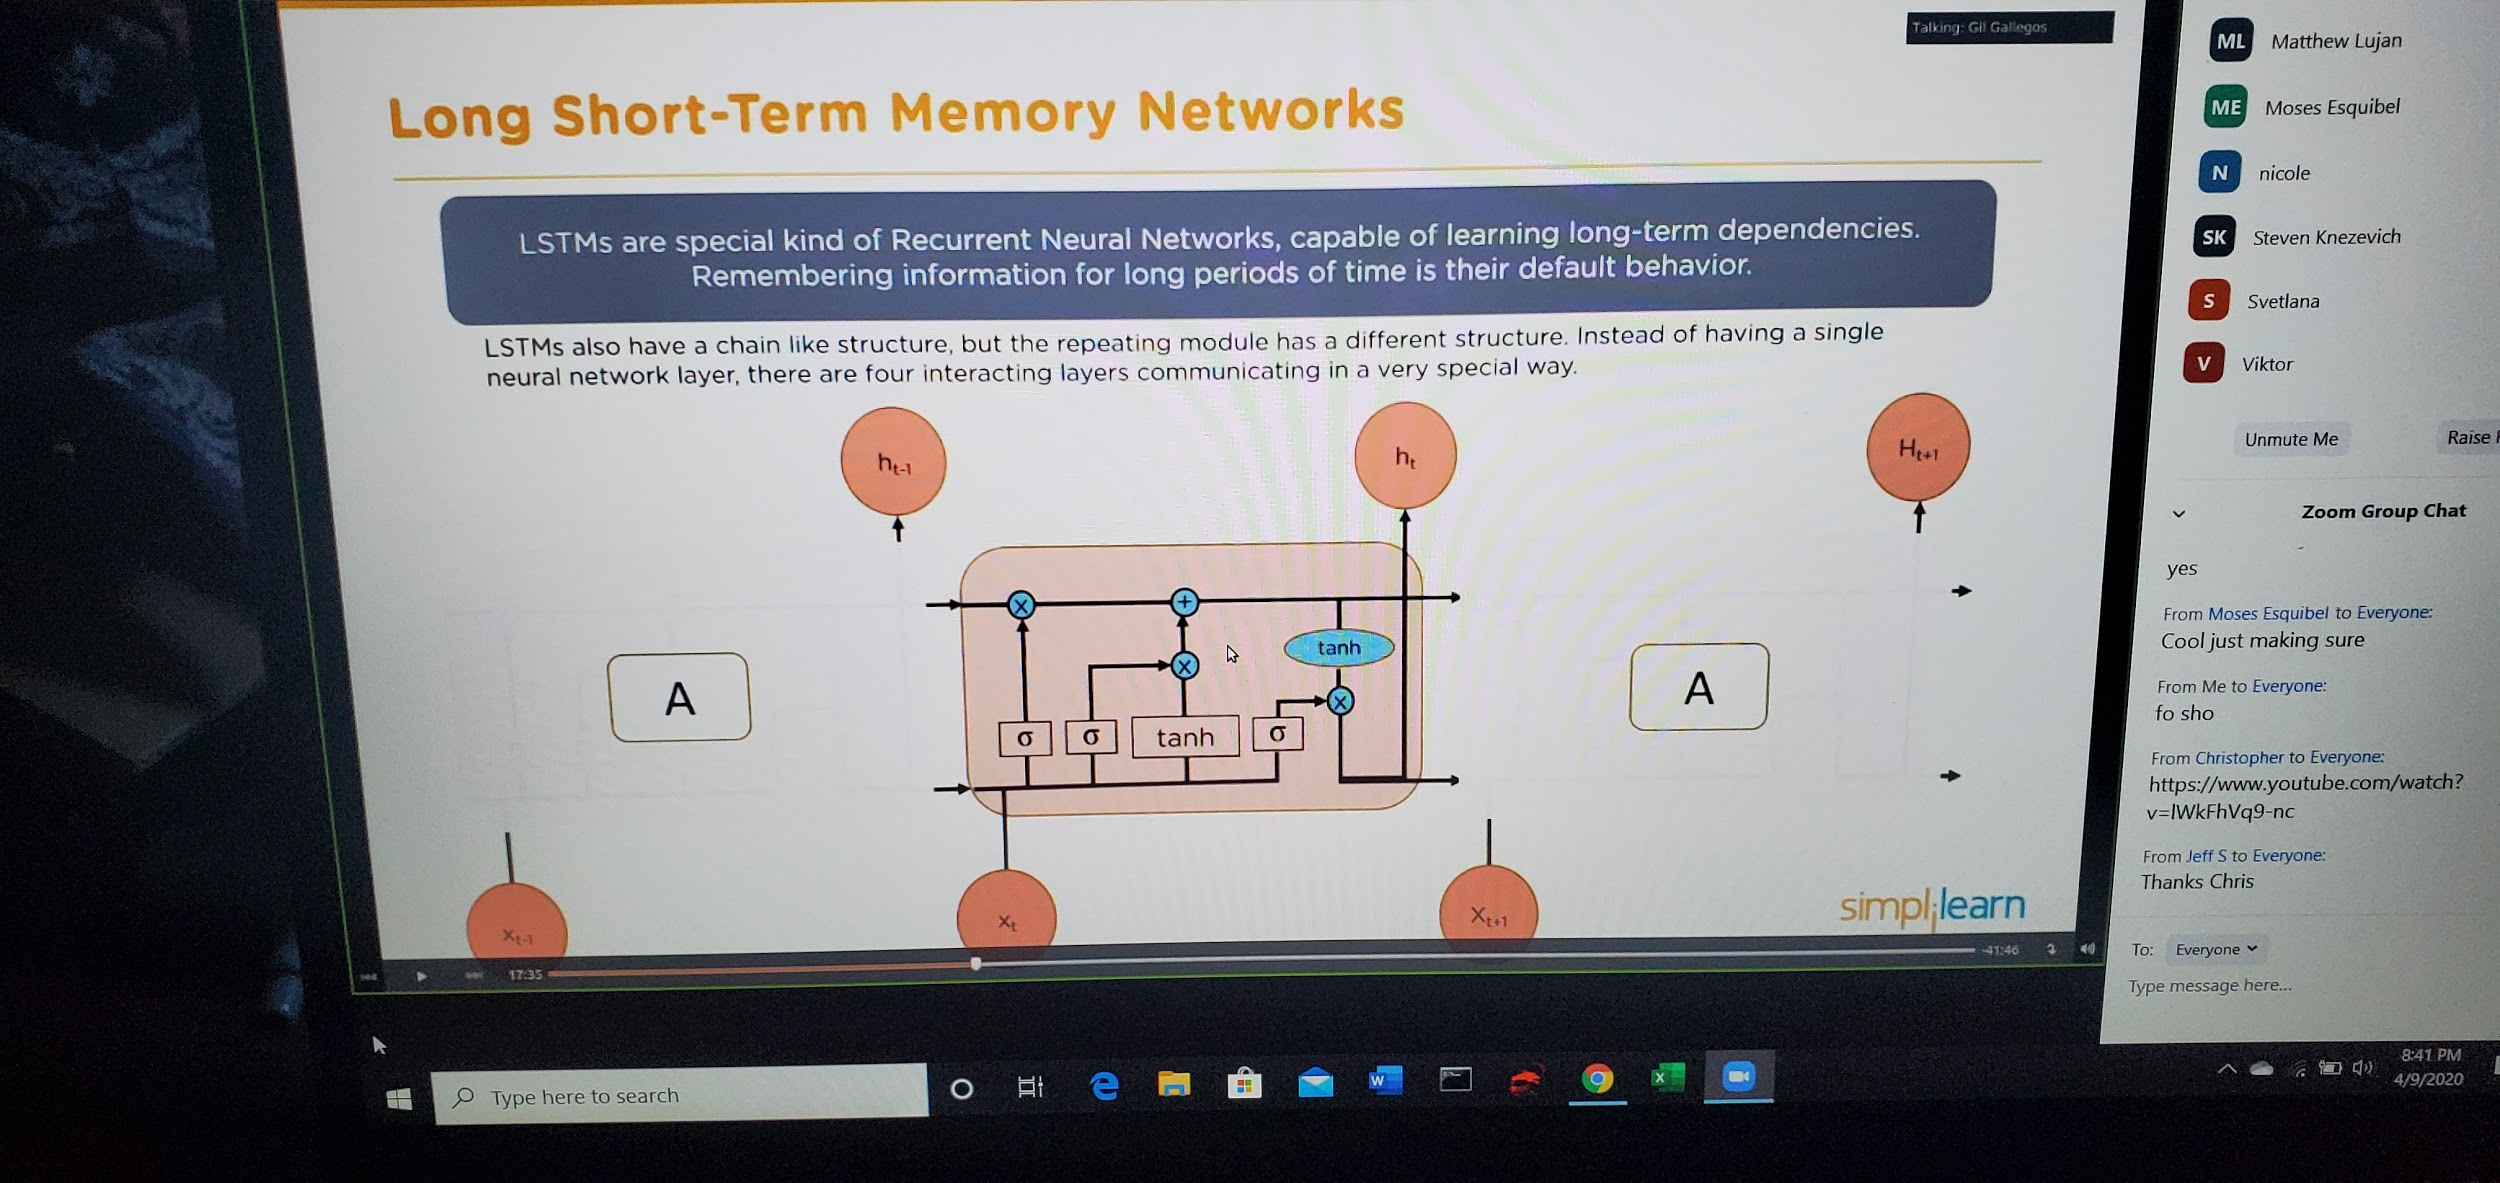 Talking: Gil Gallegos
Long Short-Term Memory Networks
LSTMs are special kind of Recurrent Neural Networks, capable of learning long-term dependencies.
Remembering information for long periods of time is their default behavior.
LSTMs also have a chain like structure, but the repeating module has a different structure. Instead of having a single
neural network layer, there are four interacting layers communicating in a very special way.
ht-1
ht
Ht+1
x
+
tanh
x
x
A
A
σ
σ
tanh
σ
xt-1
xt
Xt+1
simplilearn
17:35
-41:46
ML Matthew Lujan
ME Moses Esquibel
N nicole
SK Steven Knezevich
S Svetlana
V Viktor
Unmute Me
Raise
Zoom Group Chat
yes
From Moses Esquibel to Everyone:
Cool just making sure
From Me to Everyone:
fo sho
From Christopher to Everyone:
https://www.youtube.com/watch?
v=lWkFhVq9-nc
From Jeff S to Everyone:
Thanks Chris
To: Everyone
Type message here...
Type here to search
8:41 PM
4/9/2020